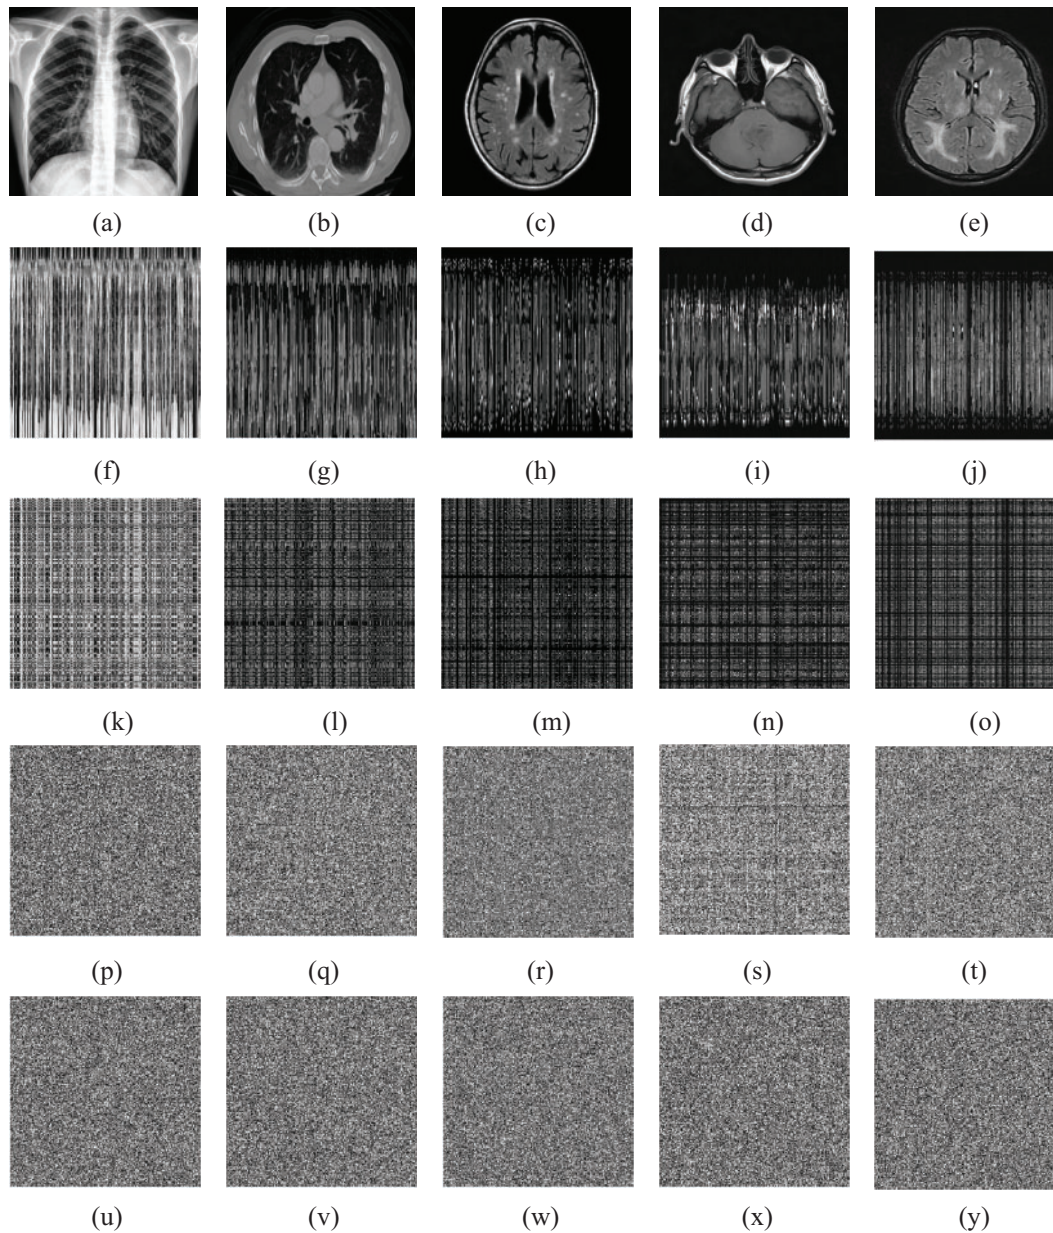 (a) (b) (c) (d) (e)
(f) (g) (h) (i) (j)
(k) (l) (m) (n) (o)
(p) (q) (r) (s) (t)
(u) (v) (w) (x) (y)